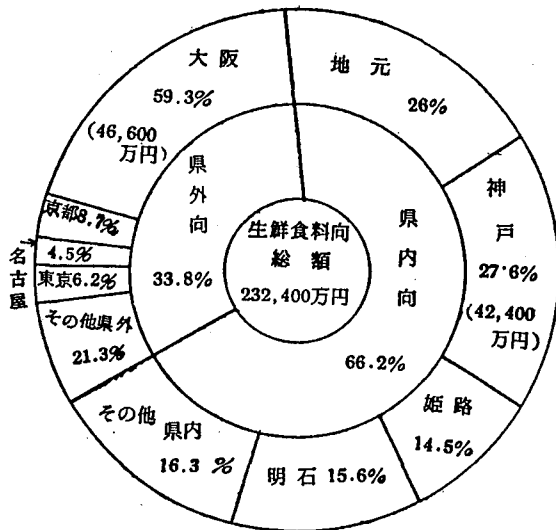 生鮮食料向
総額
232,400万円
県内向
66.2%
県外向
33.8%
地元
26%
神戸
27.6%
(42,400
万円)
姫路
14.5%
明石 15.6%
その他
県内
16.3 %
その他県外
21.3%
東京6.2%
名古屋
4.5%
京都8.7%
大阪
59.3%
(46,600
万円)